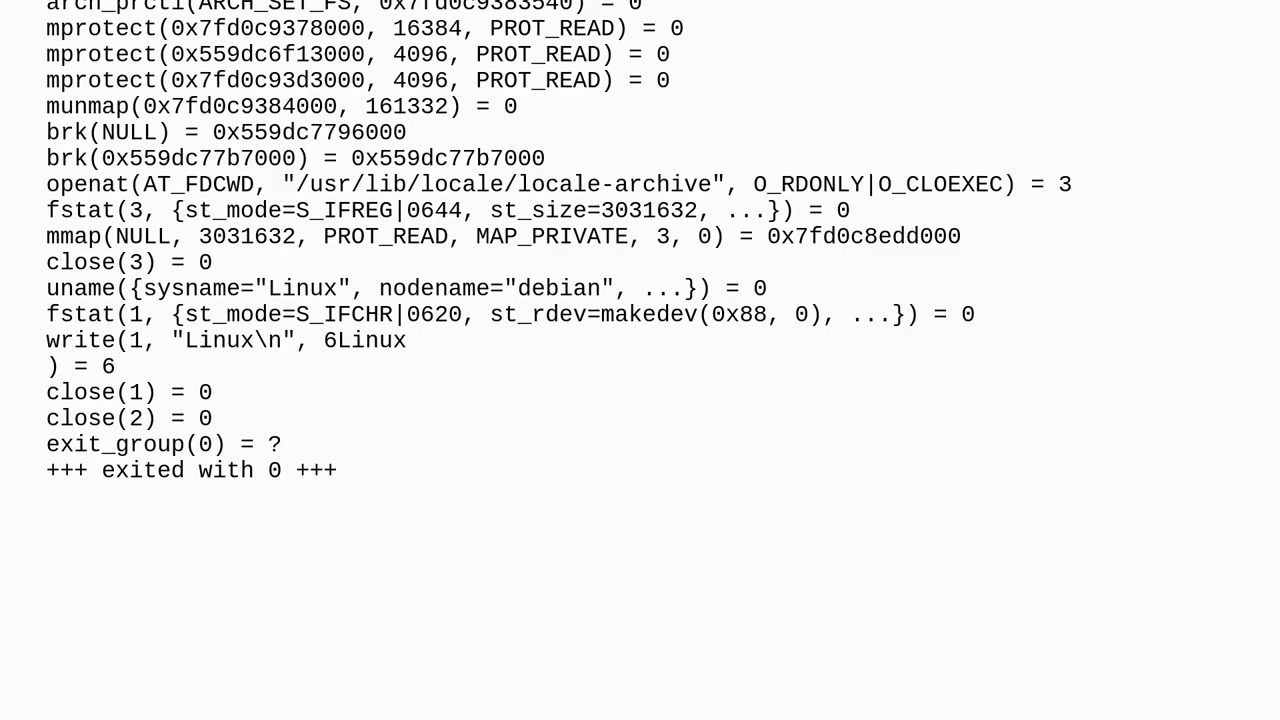 arch_prctl(ARCH_SET_FS, 0x7fd0c9383540) = 0
mprotect(0x7fd0c9378000, 16384, PROT_READ) = 0
mprotect(0x559dc6f13000, 4096, PROT_READ) = 0
mprotect(0x7fd0c93d3000, 4096, PROT_READ) = 0
munmap(0x7fd0c9384000, 161332) = 0
brk(NULL) = 0x559dc7796000
brk(0x559dc77b7000) = 0x559dc77b7000
openat(AT_FDCWD, "/usr/lib/locale/locale-archive", O_RDONLY|O_CLOEXEC) = 3
fstat(3, {st_mode=S_IFREG|0644, st_size=3031632, ...}) = 0
mmap(NULL, 3031632, PROT_READ, MAP_PRIVATE, 3, 0) = 0x7fd0c8edd000
close(3) = 0
uname({sysname="Linux", nodename="debian", ...}) = 0
fstat(1, {st_mode=S_IFCHR|0620, st_rdev=makedev(0x88, 0), ...}) = 0
write(1, "Linux\n", 6Linux
) = 6
close(1) = 0
close(2) = 0
exit_group(0) = ?
+++ exited with 0 +++